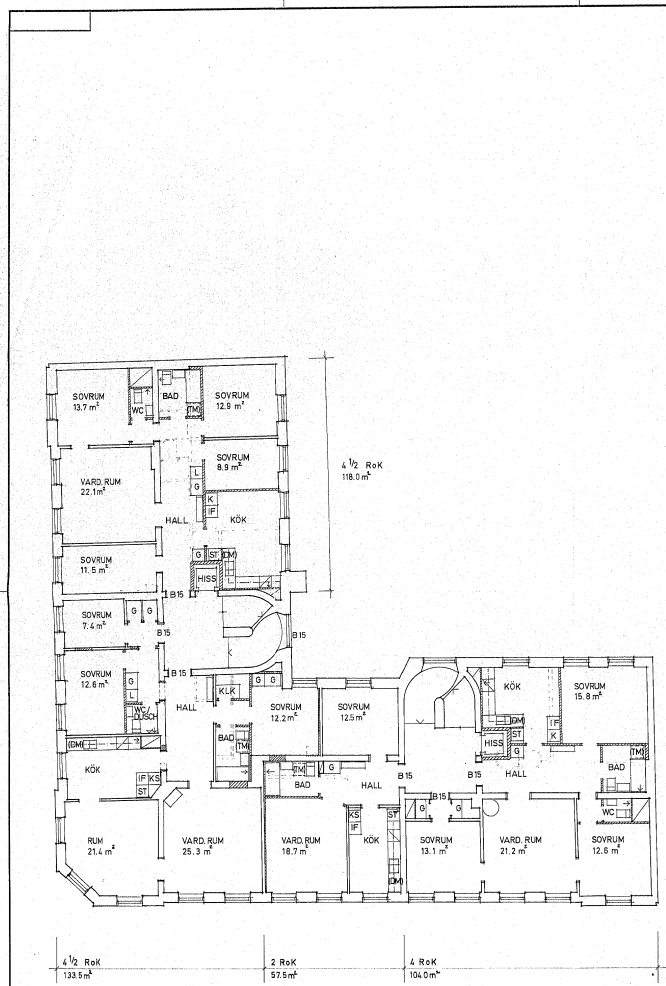 SOVRUM
13.7 m²
WC
BAD
(TM)
SOVRUM
12.9 m²
VARD. RUM
22.1 m²
SOVRUM
8.9 m²
L
G
HALL
K
IF
KÖK
4 1/2 RoK
118.0 m²
SOVRUM
11.5 m²
G
ST
(DM)
HISS
B 15
SOVRUM
7.4 m²
G
G
B 15
B 15
B 15
SOVRUM
12.6 m²
G
L
WC/
DUSCH
HALL
KLK
G
G
BAD
(TM)
SOVRUM
12.2 m²
SOVRUM
12.5 m²
(DM)
KÖK
IF
KS
ST
RUM
21.4 m²
VARD. RUM
25.3 m²
(TM)
BAD
G
HALL
B 15
VARD. RUM
18.7 m²
KS
IF
KÖK
ST
(DM)
KÖK
SOVRUM
15.8 m²
(DM)
ST
G
HISS
IF
K
HALL
B 15
B 15
(TM)
BAD
WC
G
G
SOVRUM
13.1 m²
VARD. RUM
21.2 m²
SOVRUM
12.6 m²
4 1/2 RoK
133.5 m²
2 RoK
57.5 m²
4 RoK
104.0 m²